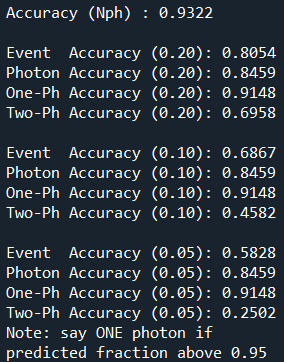 Accuracy (Nph) : 0.9322
Event  Accuracy (0.20): 0.8054
Photon Accuracy (0.20): 0.8459
One-Ph Accuracy (0.20): 0.9148
Two-Ph Accuracy (0.20): 0.6958
Event  Accuracy (0.10): 0.6867
Photon Accuracy (0.10): 0.8459
One-Ph Accuracy (0.10): 0.9148
Two-Ph Accuracy (0.10): 0.4582
Event  Accuracy (0.05): 0.5828
Photon Accuracy (0.05): 0.8459
One-Ph Accuracy (0.05): 0.9148
Two-Ph Accuracy (0.05): 0.2502
Note: say ONE photon if
predicted fraction above 0.95